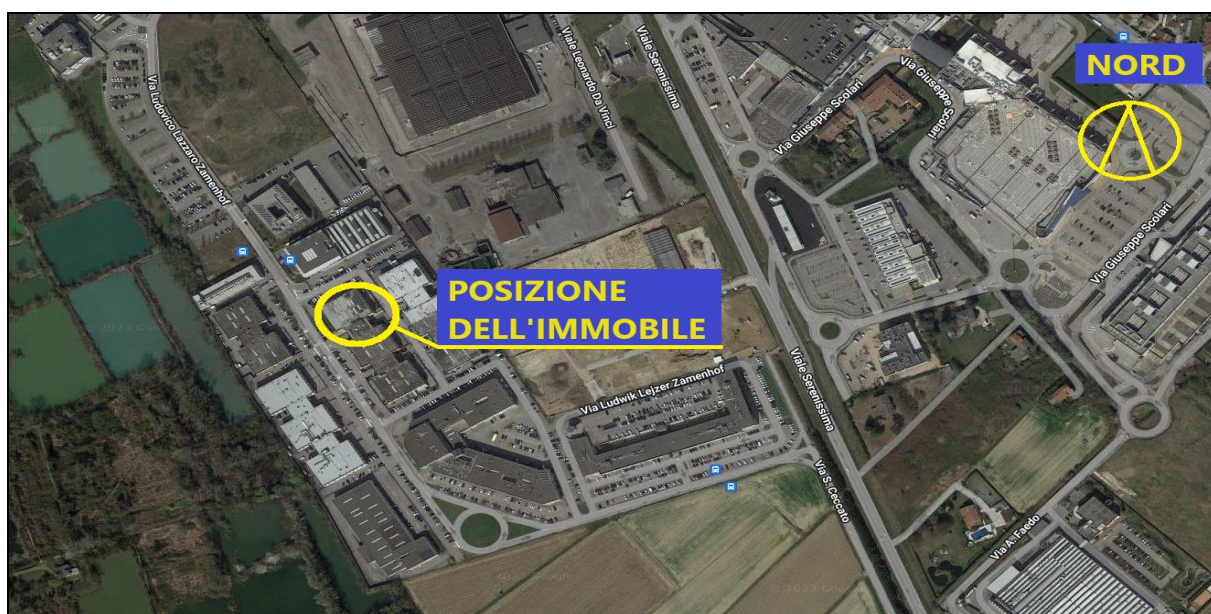 Via Ludovico Lazzaro Zamenhof
Viale Leonardo Da Vinci
Viale Serenissima
Via Giuseppe Scolari
Via Giuseppe Scolari
NORD
Via Giuseppe Scolari
POSIZIONE
DELL'IMMOBILE
Via Ludwik Lejzer Zamenhof
Viale Serenissima
Via S. Ceccato
Via A. Faedo